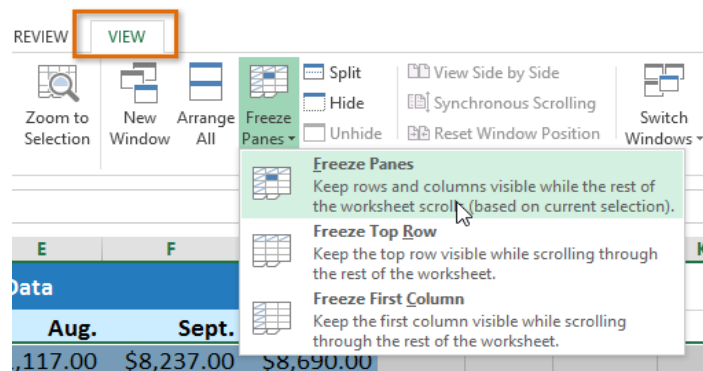 REVIEW VIEW
Zoom to Selection
New Window
Arrange All
Freeze Panes
Split
Hide
Unhide
View Side by Side
Synchronous Scrolling
Reset Window Position
Switch Windows
Freeze Panes
Keep rows and columns visible while the rest of
the worksheet scrolls (based on current selection).
Freeze Top Row
Keep the top row visible while scrolling through
the rest of the worksheet.
Freeze First Column
Keep the first column visible while scrolling
through the rest of the worksheet.
E F
Data
Aug. Sept.
,117.00 $8,237.00 $8,690.00